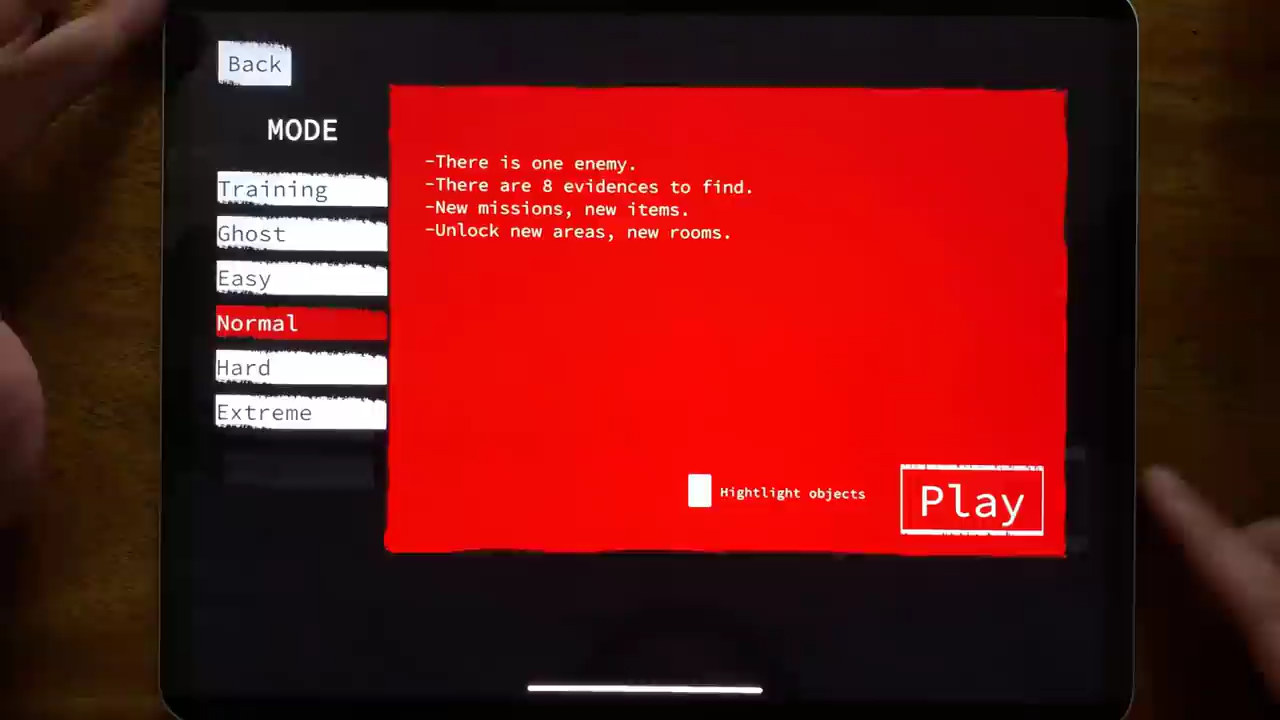 Back
MODE
Training
Ghost
Easy
Normal
Hard
Extreme
-There is one enemy.
-There are 8 evidences to find.
-New missions, new items.
-Unlock new areas, new rooms.
Hightlight objects
Play